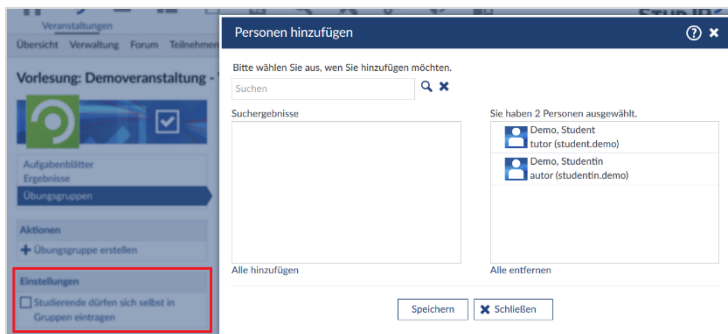 Veranstaltungen
Übersicht Verwaltung Forum Teilnehmen
Vorlesung: Demoveranstaltung -
Aufgabenblätter
Ergebnisse
Übungsgruppen
Aktionen
Übungsgruppe erstellen
Einstellungen
Studierende dürfen sich selbst in
Gruppen eintragen
Personen hinzufügen
Bitte wählen Sie aus, wen Sie hinzufügen möchten.
Suchen
Suchergebnisse
Sie haben 2 Personen ausgewählt.
Demo, Student
tutor (student.demo)
Demo, Studentin
autor (studentin.demo)
Alle hinzufügen
Alle entfernen
Speichern
Schließen